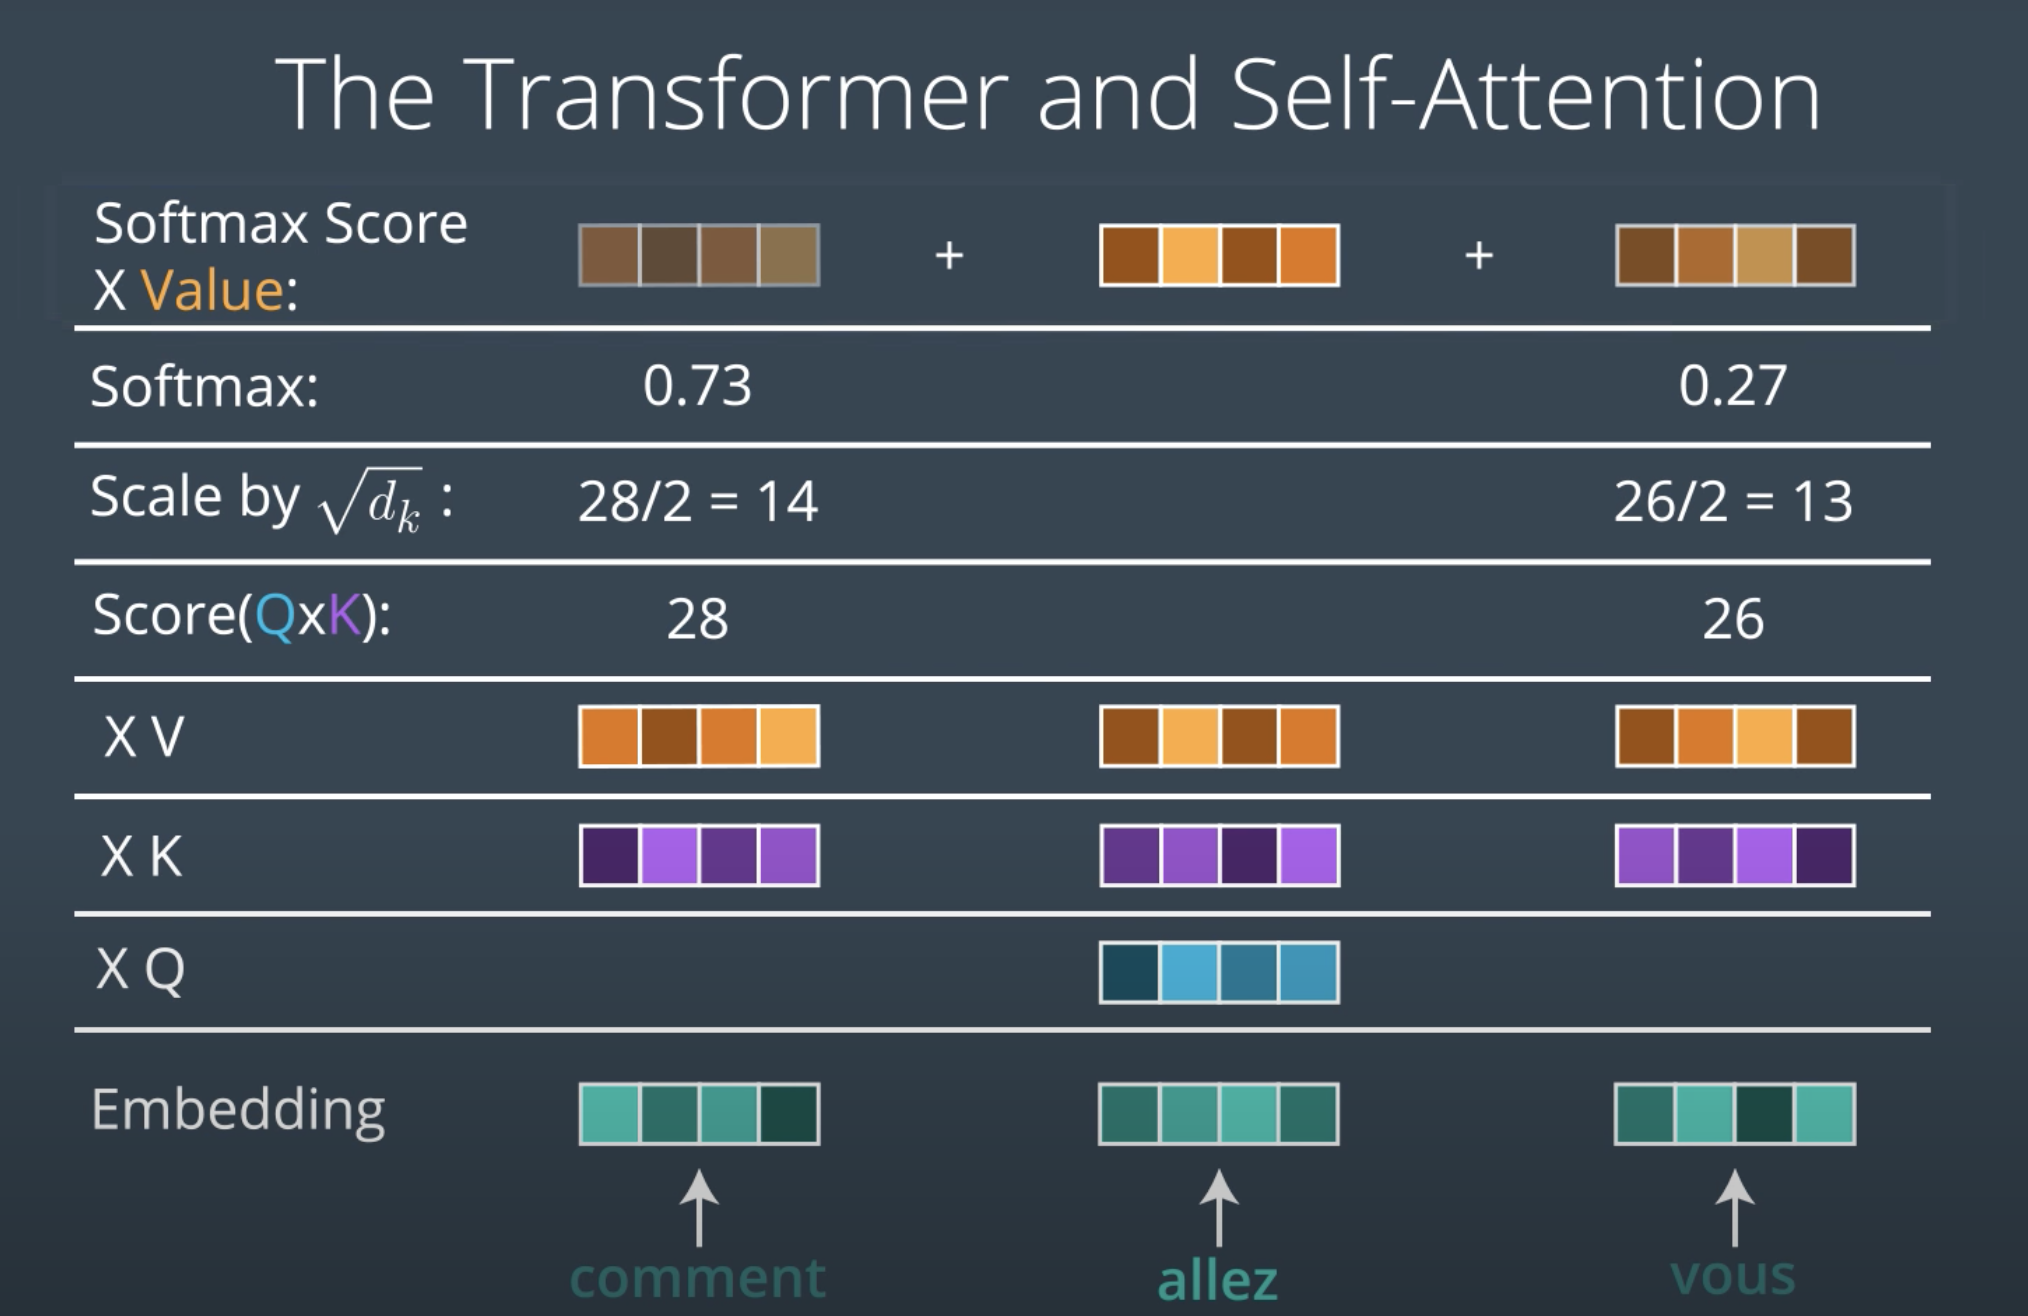 The Transformer and Self-Attention
Softmax Score
X Value:
+ +
Softmax: 0.73 0.27
Scale by √dₖ : 28/2 = 14 26/2 = 13
Score(QxK): 28 26
X V
X K
X Q
Embedding
comment allez vous